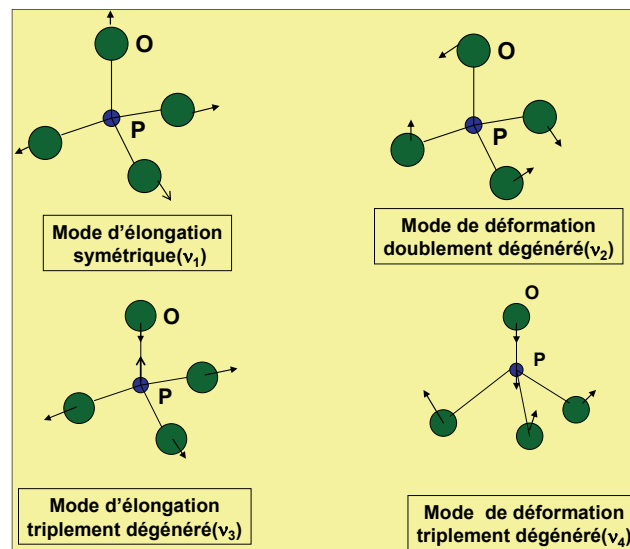 O
P
Mode d'élongation
symétrique(ν1)
O
P
Mode de déformation
doublement dégénéré(ν2)
O
P
Mode d'élongation
triplement dégénéré(ν3)
O
P
Mode de déformation
triplement dégénéré(ν4)